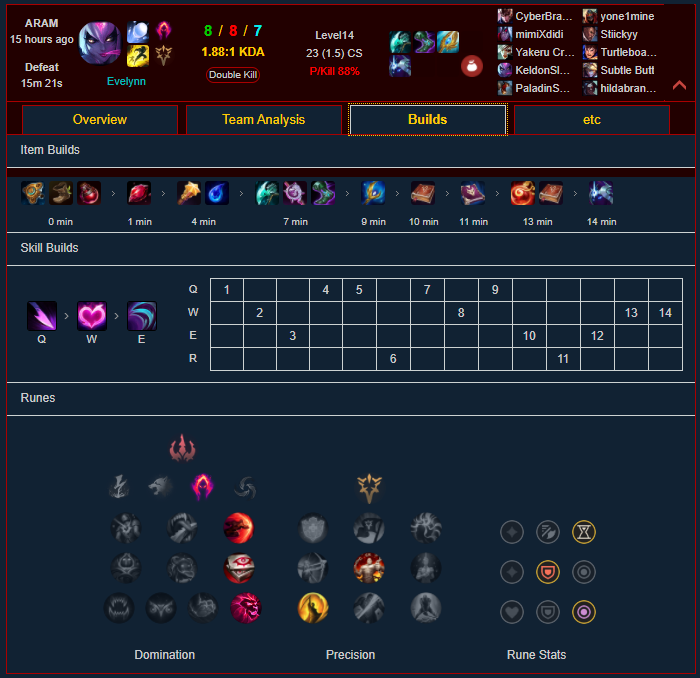 ARAM
15 hours ago
Defeat
15m 21s
Evelynn
8 / 8 / 7
1.88:1 KDA
Double Kill
Level14
23 (1.5) CS
P/Kill 88%
CyberBra...
mimiXdidi
Yakeru Cr...
KeldonSl...
PaladinS...
yone1mine
Stiickyy
Turtleboa...
Subtle Butt
hildabran...
Overview
Team Analysis
Builds
etc
Item Builds
0 min
1 min
4 min
7 min
9 min
10 min
11 min
13 min
14 min
Skill Builds
Q
W
E
Q 1 4 5 7 9
W 2 8 13 14
E 3 10 12
R 6 11
Runes
Domination
Precision
Rune Stats